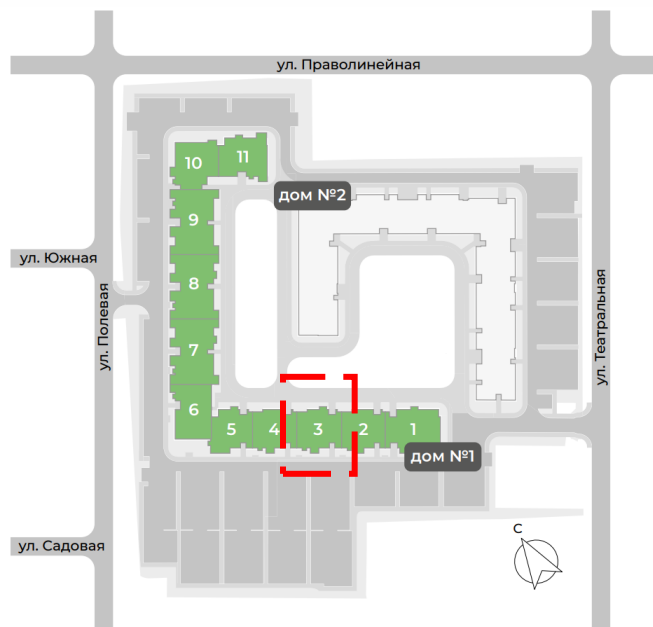 ул. Праволинейная
10
11
дом №2
9
ул. Южная
8
ул. Полевая
ул. Театральная
7
6
5
4
3
2
1
дом №1
С
ул. Садовая